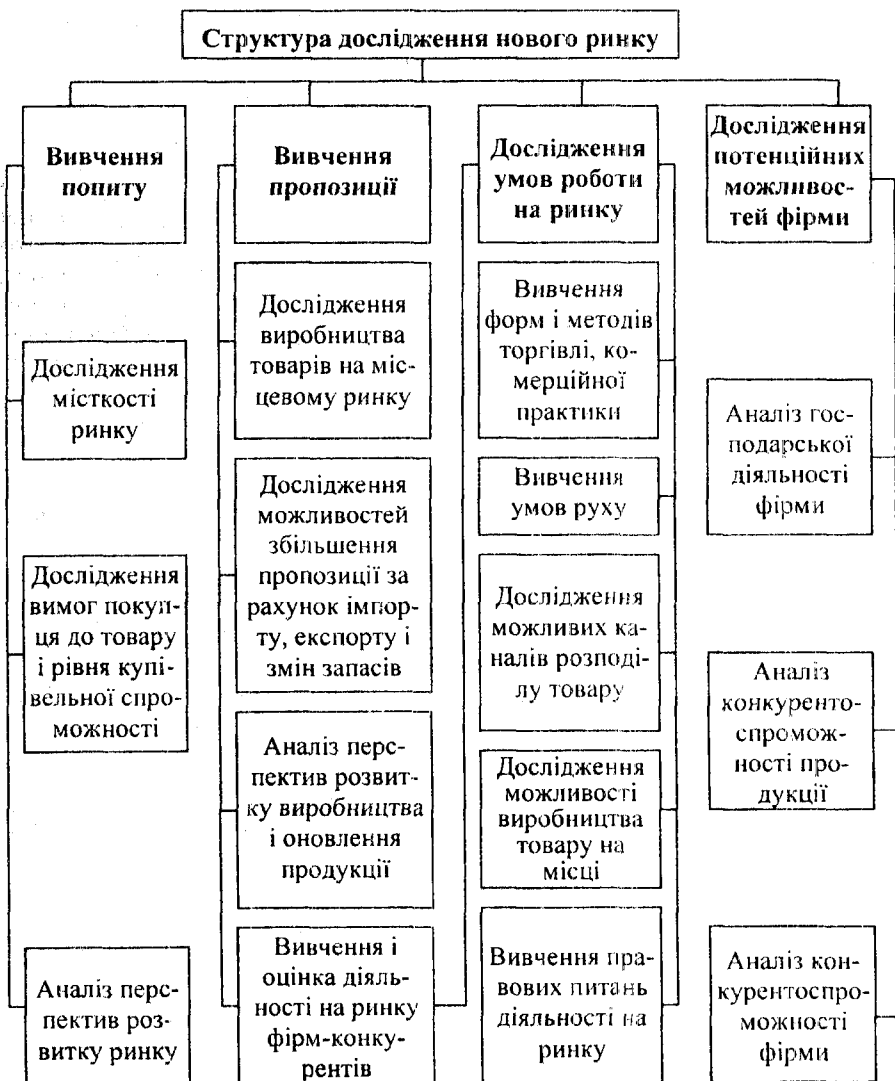 Структура дослідження нового ринку
Вивчення
попиту
Дослідження
місткості
ринку
Дослідження
вимог покуп-
ця до товару
і рівня купі-
вельної спро-
можності
Аналіз перс-
пектив роз-
витку ринку
Вивчення
пропозиції
Дослідження
виробництва
товарів на міс-
цевому ринку
Дослідження
можливостей
збільшення
пропозиції за
рахунок імпор-
ту, експорту і
змін запасів
Аналіз перс-
пектив розвит-
ку виробництва
і оновлення
продукції
Вивчення і
оцінка діяль-
ності на ринку
фірм-конку-
рентів
Дослідження
умов роботи
на ринку
Вивчення
форм і методів
торгівлі, ко-
мерційної
практики
Вивчення
умов руху
Дослідження
можливих ка-
налів розподі-
лу товару
Дослідження
можливості
виробництва
товару на
місці
Вивчення пра-
вових питань
діяльності на
ринку
Дослідження
потенційних
можливос-
тей фірми
Аналіз гос-
подарської
діяльності
фірми
Аналіз
конкуренто-
спромож-
ності про-
дукції
Аналіз кон-
курентоспро-
можності
фірми